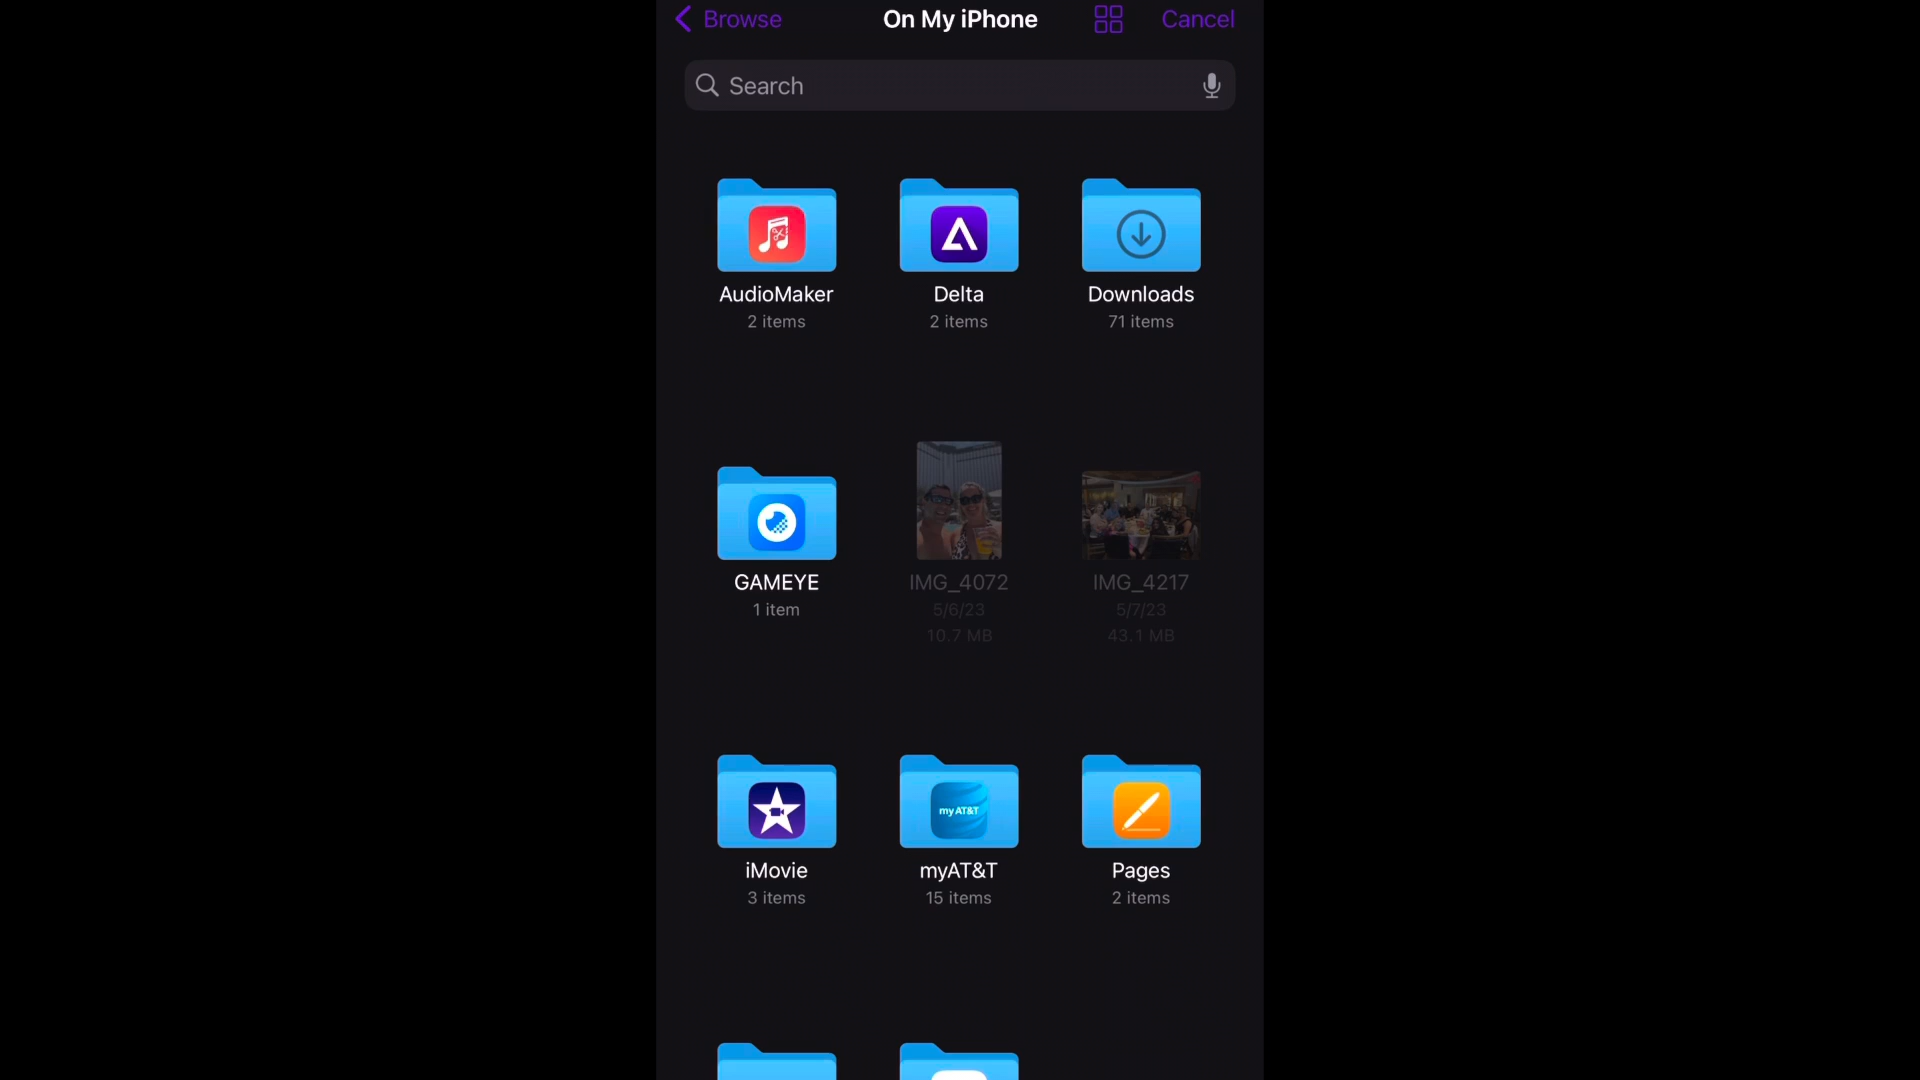 Browse
On My iPhone
Cancel
Search
AudioMaker
2 items
Delta
2 items
Downloads
71 items
GAMEYE
1 item
IMG_4072
5/6/23
10.7 MB
IMG_4217
5/7/23
43.1 MB
iMovie
3 items
myAT&T
myAT&T
15 items
Pages
2 items